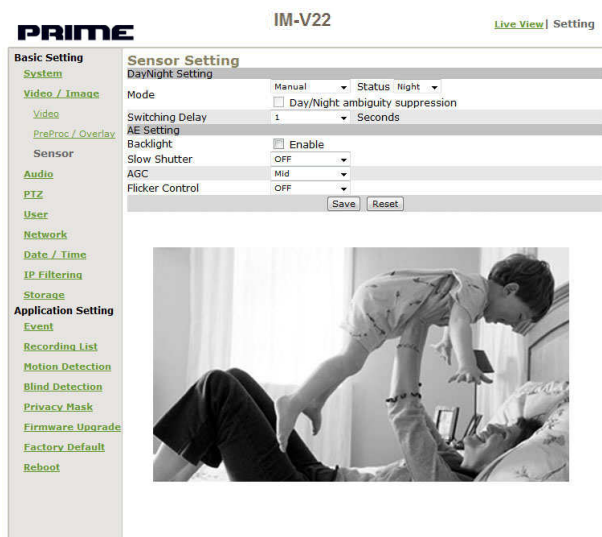 PRIME
IM-V22
Live View | Setting
Basic Setting
System
Video / Image
Video
PreProc / Overlay
Sensor
Audio
PTZ
User
Network
Date / Time
IP Filtering
Storage
Application Setting
Event
Recording List
Motion Detection
Blind Detection
Privacy Mask
Firmware Upgrade
Factory Default
Reboot
Sensor Setting
DayNight Setting
Mode Manual Status Night
Day/Night ambiguity suppression
Switching Delay 1 Seconds
AE Setting
Backlight Enable
Slow Shutter OFF
AGC Mid
Flicker Control OFF
Save Reset